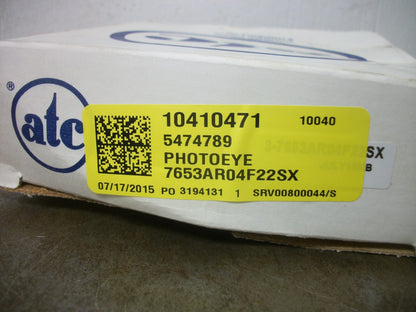 ® atc
10410471 10040
5474789
PHOTOEYE
7653AR04F22SX
07/17/2015 PO 3194131 1 SRV00800044/S